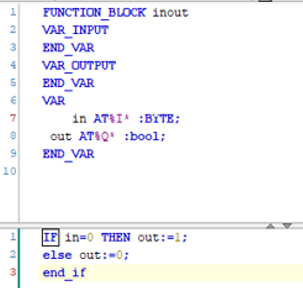 1 FUNCTION_BLOCK inout
2 VAR_INPUT
3 END_VAR
4 VAR_OUTPUT
5 END_VAR
6 VAR
7 in AT%I* :BYTE;
8 out AT%Q* :bool;
9 END_VAR
10
1 IF in=0 THEN out:=1;
2 else out:=0;
3 end_if